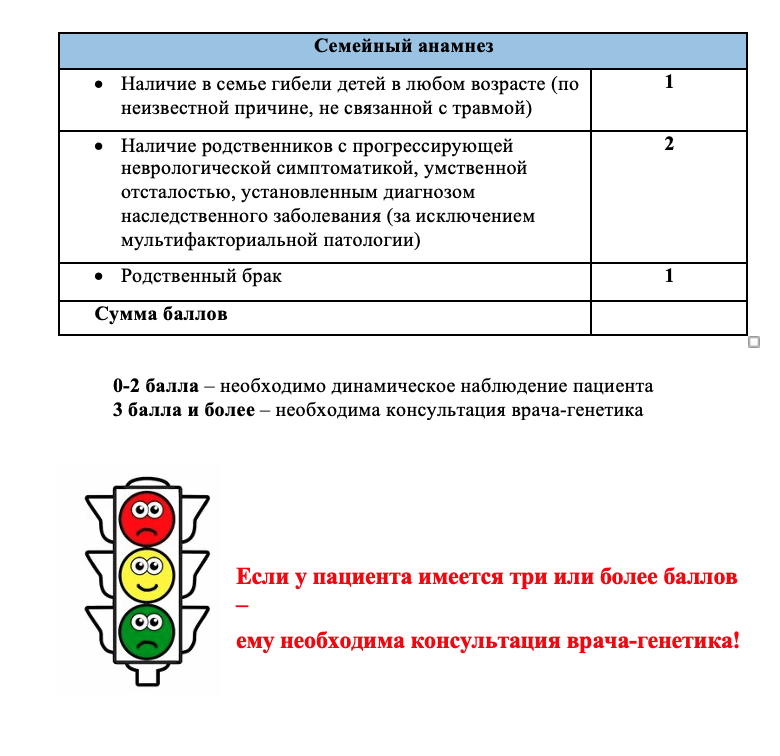 Семейный анамнез
• Наличие в семье гибели детей в любом возрасте (по
неизвестной причине, не связанной с травмой)
1
• Наличие родственников с прогрессирующей
неврологической симптоматикой, умственной
отсталостью, установленным диагнозом
наследственного заболевания (за исключением
мультифакториальной патологии)
2
• Родственный брак
1
Сумма баллов
0-2 балла – необходимо динамическое наблюдение пациента
3 балла и более – необходима консультация врача-генетика
Если у пациента имеется три или более баллов
–
ему необходима консультация врача-генетика!